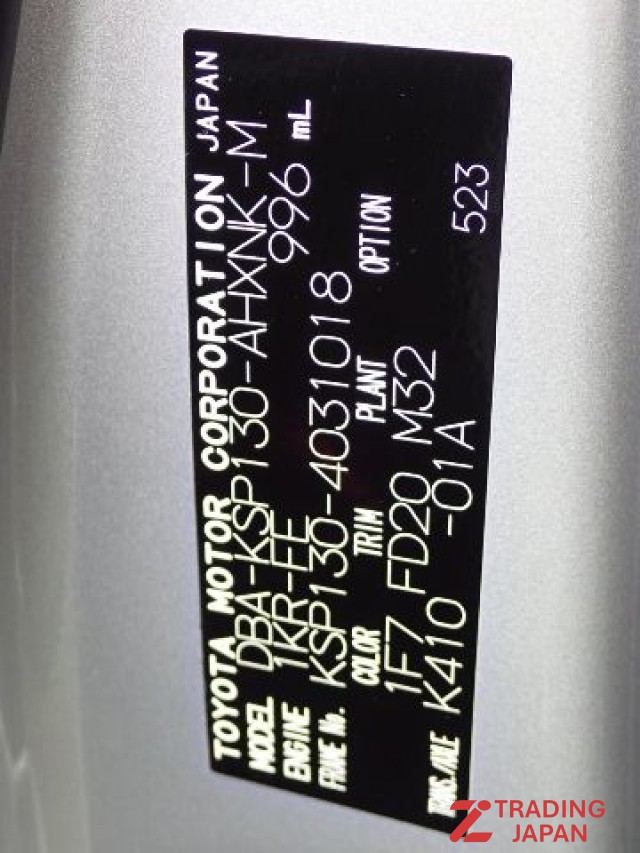 TOYOTA MOTOR CORPORATION JAPAN
MODEL DBA-KSP130-AHXNK-M
ENGINE 1KR-FE 996 mL
FRAME No. KSP130-4031018
COLOR TRIM PLANT OPTION
1F7 FD20 M32
TRANS./AXLE K410 -01A
523
TRADING
JAPAN